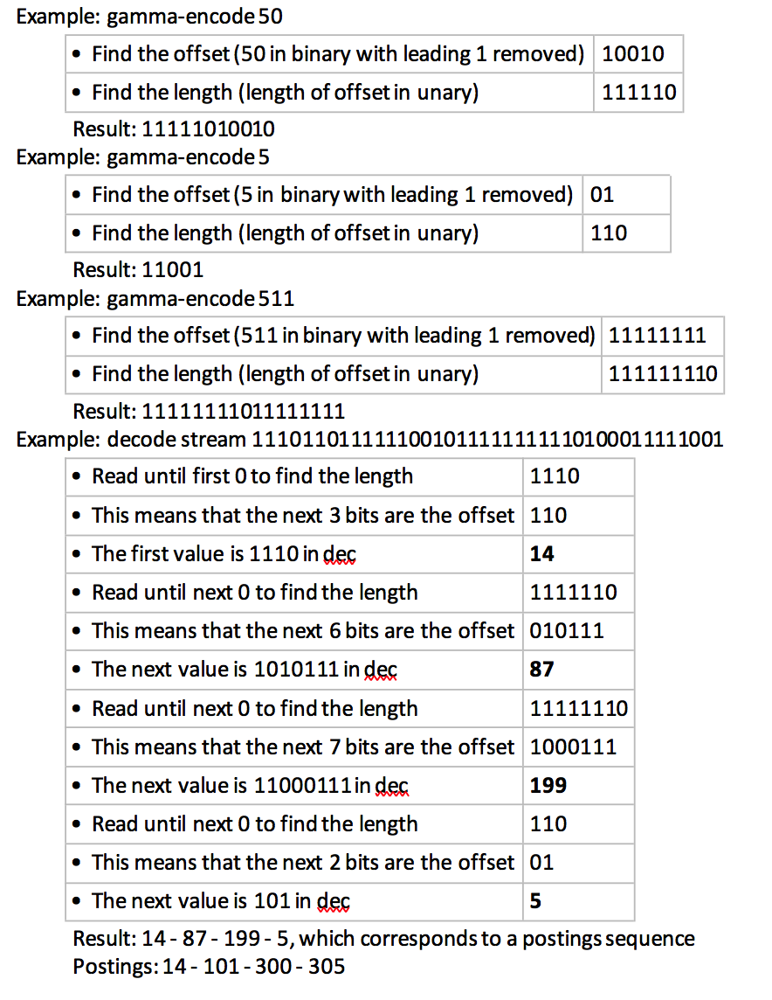 Example: gamma-encode 50
• Find the offset (50 in binary with leading 1 removed) 10010
• Find the length (length of offset in unary) 111110
Result: 11111010010
Example: gamma-encode 5
• Find the offset (5 in binary with leading 1 removed) 01
• Find the length (length of offset in unary) 110
Result: 11001
Example: gamma-encode 511
• Find the offset (511 in binary with leading 1 removed) 11111111
• Find the length (length of offset in unary) 111111110
Result: 11111111011111111
Example: decode stream 1110110111111001011111111110100011111001
• Read until first 0 to find the length 1110
• This means that the next 3 bits are the offset 110
• The first value is 1110 in dec 14
• Read until next 0 to find the length 1111110
• This means that the next 6 bits are the offset 010111
• The next value is 1010111 in dec 87
• Read until next 0 to find the length 11111110
• This means that the next 7 bits are the offset 1000111
• The next value is 11000111 in dec 199
• Read until next 0 to find the length 110
• This means that the next 2 bits are the offset 01
• The next value is 101 in dec 5
Result: 14 - 87 - 199 - 5, which corresponds to a postings sequence
Postings: 14 - 101 - 300 - 305